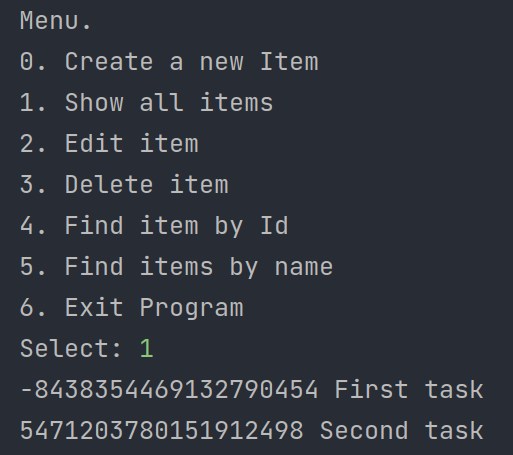 Menu.
0. Create a new Item
1. Show all items
2. Edit item
3. Delete item
4. Find item by Id
5. Find items by name
6. Exit Program
Select: 1
-8438354469132790454 First task
5471203780151912498 Second task